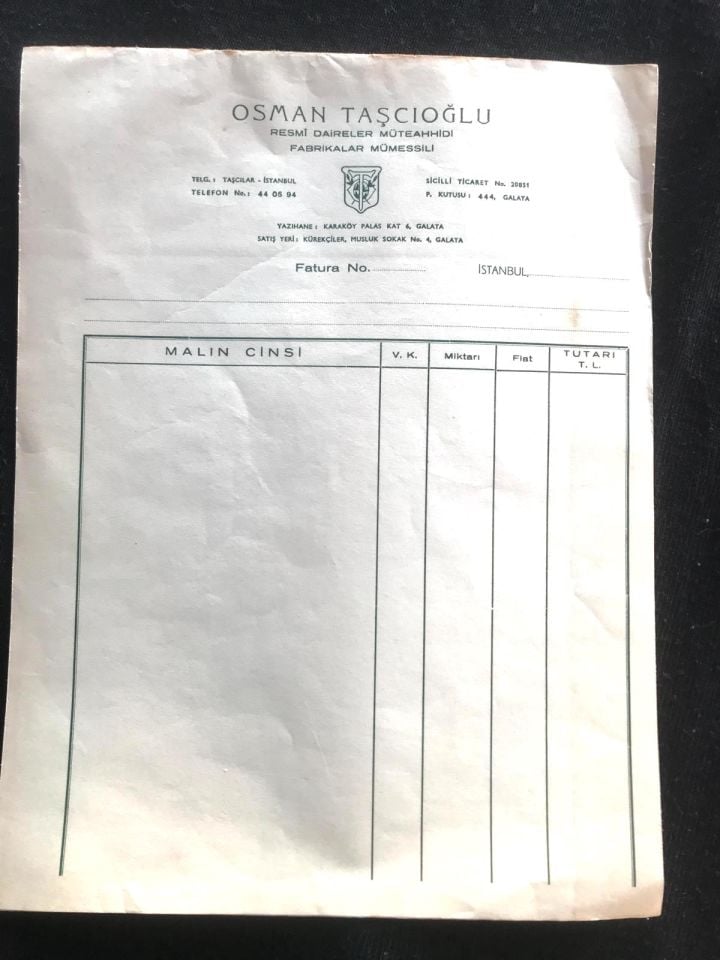 OSMAN TAŞCIOĞLU
RESMÎ DAİRELER MÜTEAHHİDİ
FABRİKALAR MÜMESSİLİ
TELG.: TAŞCILAR - İSTANBUL
TELEFON No.: 44 05 94
SİCİLLİ TİCARET No. 20851
P. KUTUSU: 444, GALATA
YAZIHANE: KARAKÖY PALAS KAT 6, GALATA
SATIŞ YERİ: KÜREKÇİLER, MUSLUK SOKAK No. 4, GALATA
Fatura No. İSTANBUL,
MALIN CİNSİ V. K. Miktarı Fiat TUTARI T. L.